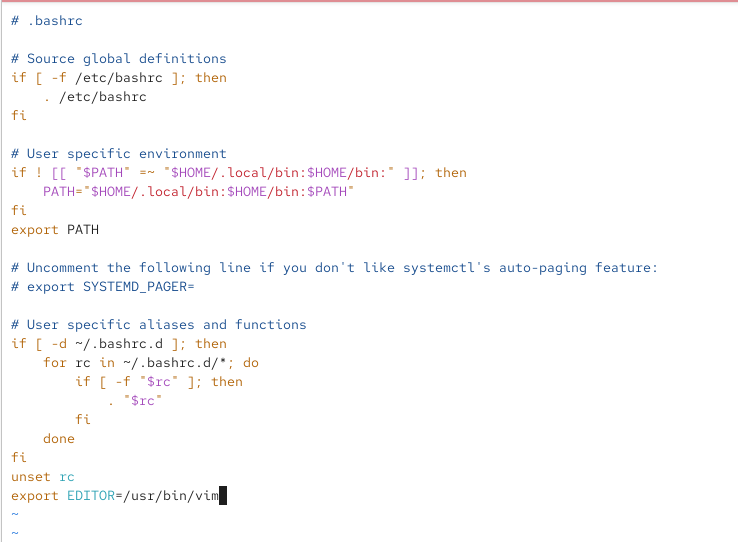 # .bashrc
# Source global definitions
if [ -f /etc/bashrc ]; then
    . /etc/bashrc
fi
# User specific environment
if ! [[ "$PATH" =~ "$HOME/.local/bin:$HOME/bin:" ]]; then
    PATH="$HOME/.local/bin:$HOME/bin:$PATH"
fi
export PATH
# Uncomment the following line if you don't like systemctl's auto-paging feature:
# export SYSTEMD_PAGER=
# User specific aliases and functions
if [ -d ~/.bashrc.d ]; then
    for rc in ~/.bashrc.d/*; do
        if [ -f "$rc" ]; then
            . "$rc"
        fi
    done
fi
unset rc
export EDITOR=/usr/bin/vim
~
~